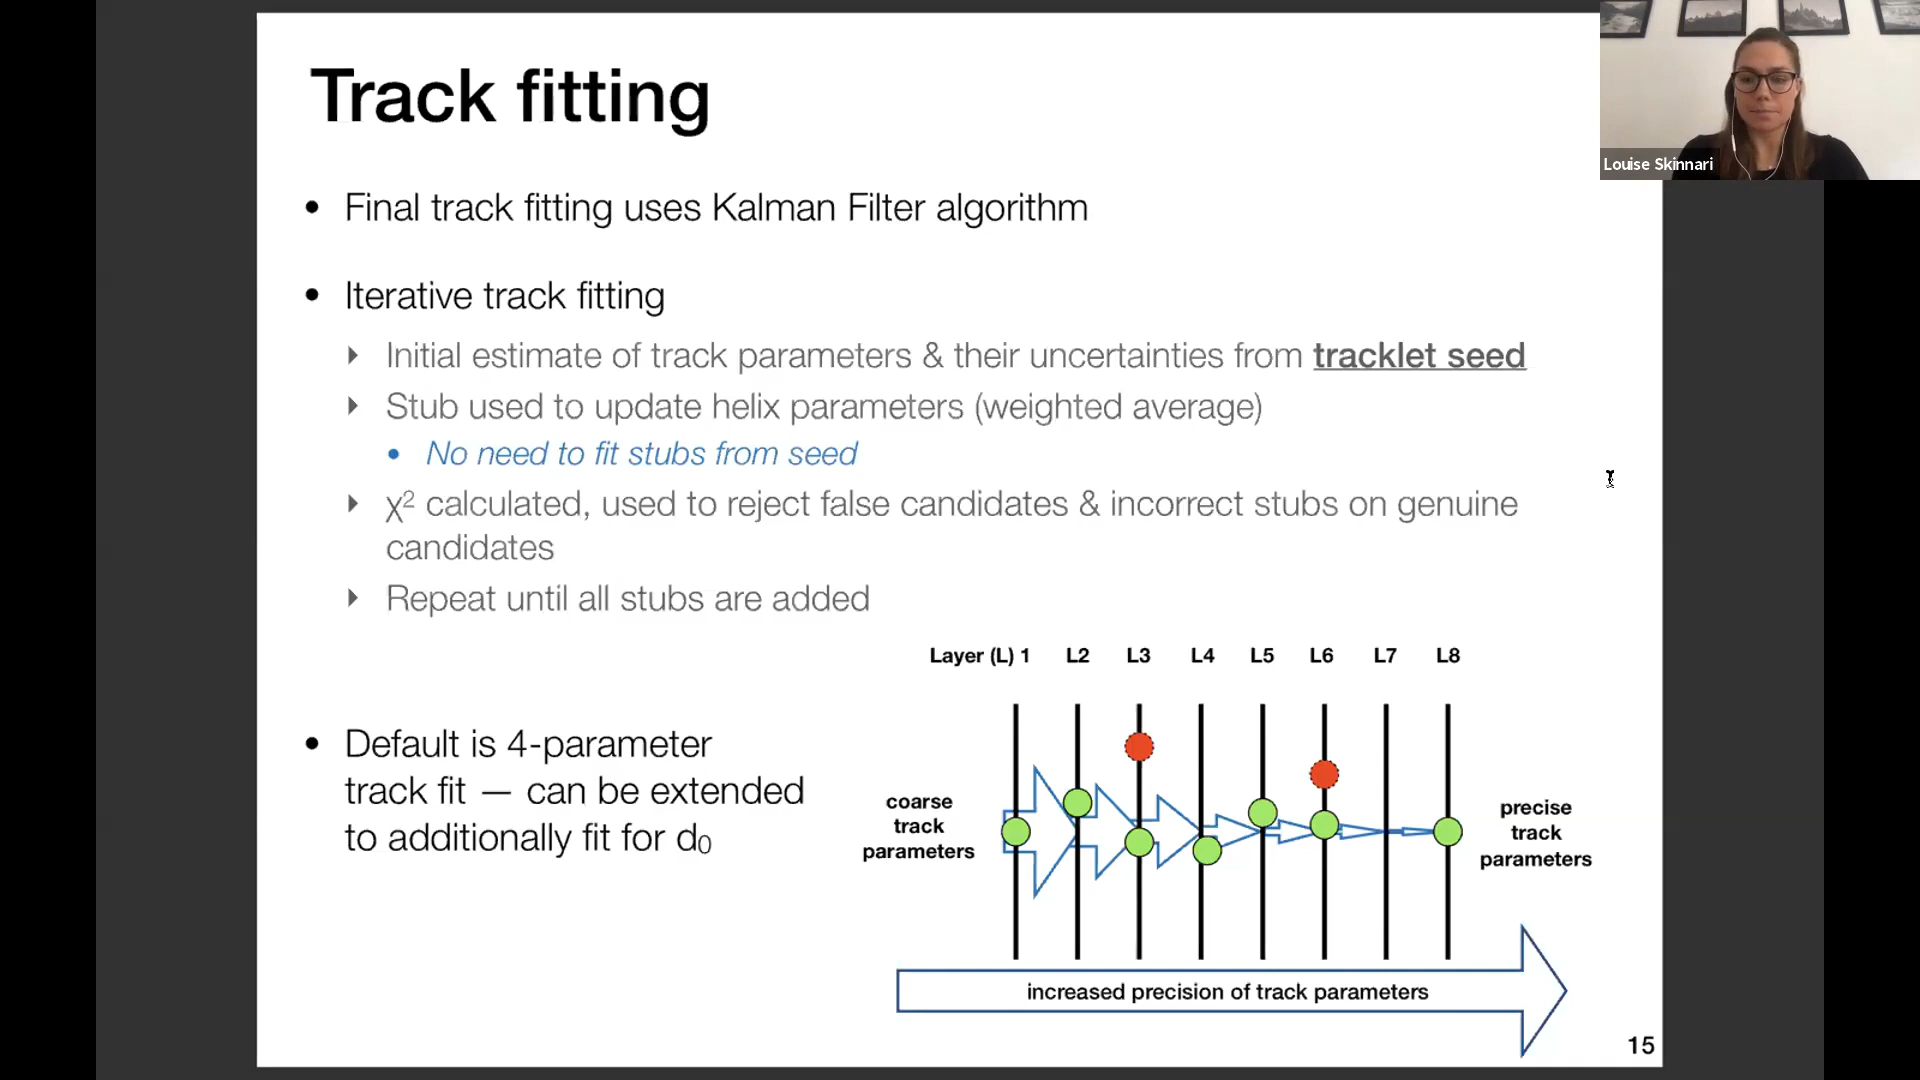 Track fitting
Louise Skinnari
• Final track fitting uses Kalman Filter algorithm
• Iterative track fitting
‣ Initial estimate of track parameters & their uncertainties from tracklet seed
‣ Stub used to update helix parameters (weighted average)
• No need to fit stubs from seed
‣ χ² calculated, used to reject false candidates & incorrect stubs on genuine
candidates
‣ Repeat until all stubs are added
Layer (L) 1 L2 L3 L4 L5 L6 L7 L8
• Default is 4-parameter
track fit — can be extended
to additionally fit for d₀
coarse
track
parameters
precise
track
parameters
increased precision of track parameters
15